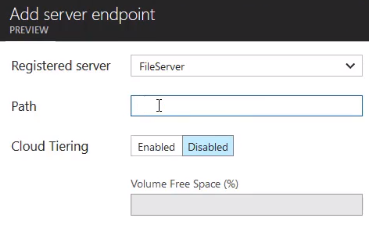 Add server endpoint
PREVIEW
Registered server
FileServer
Path
Cloud Tiering
Enabled
Disabled
Volume Free Space (%)